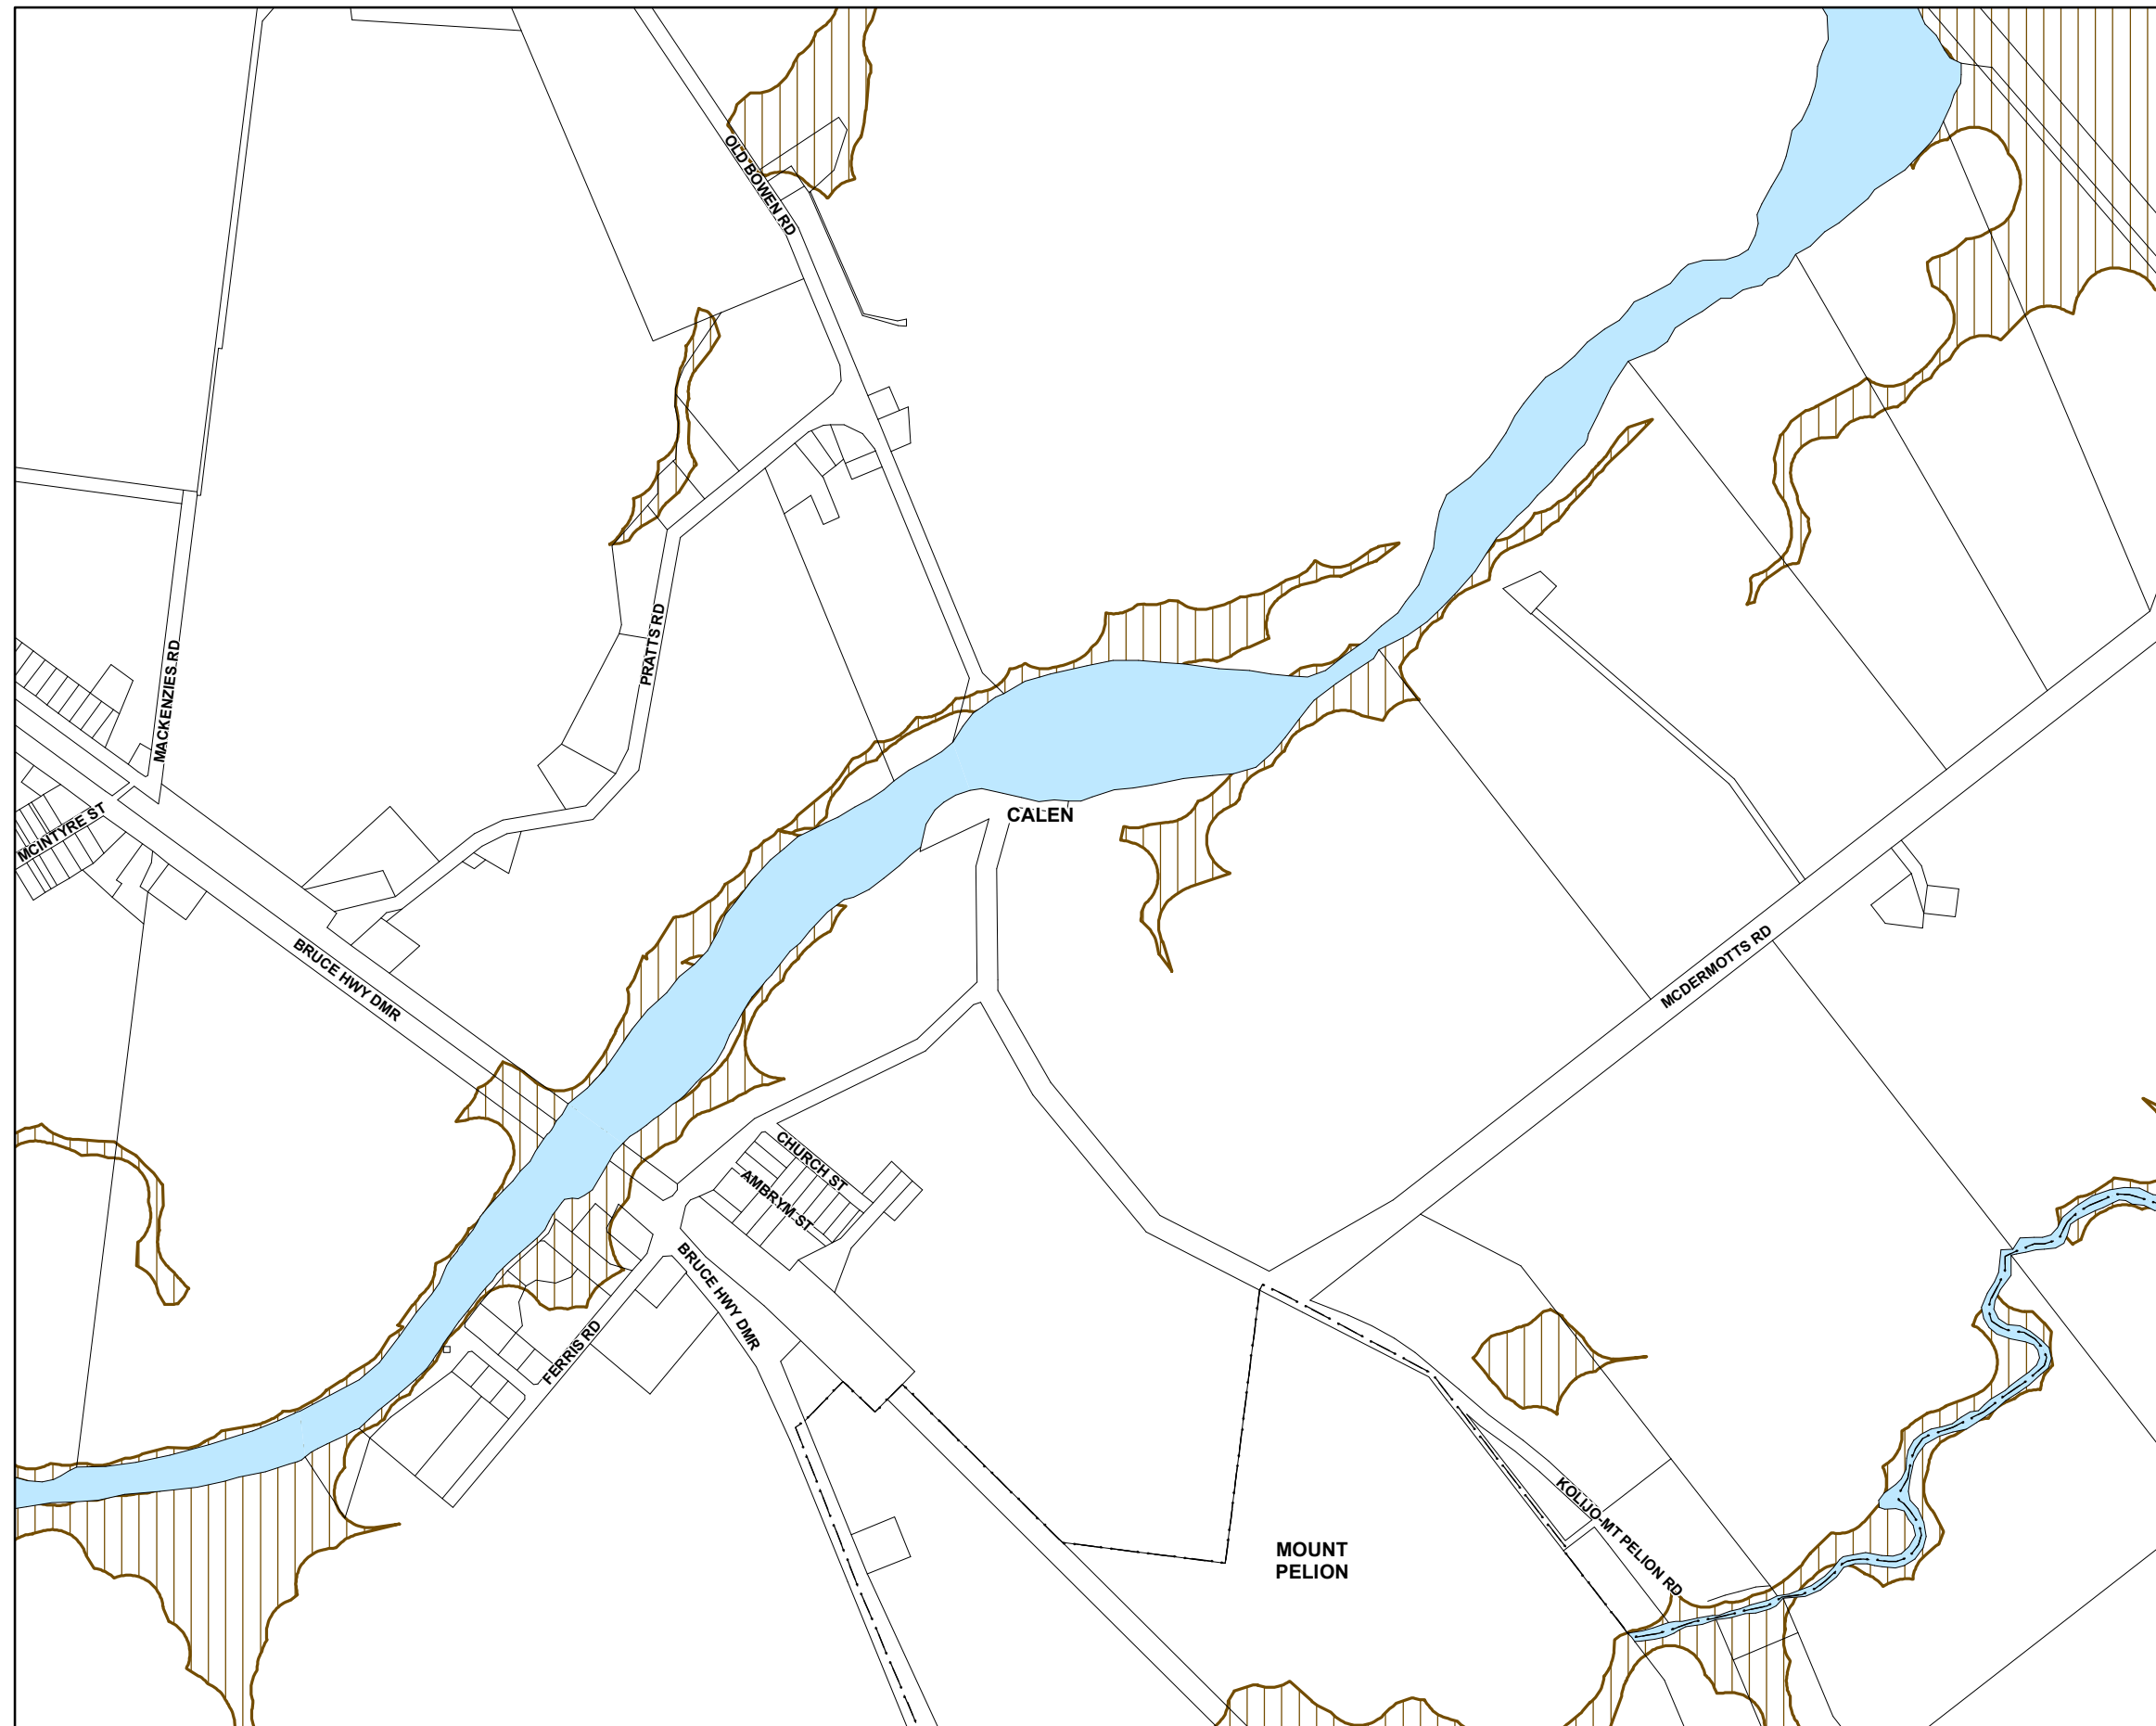 OLD BOWEN RD
PRATTS RD
MACKENZIES RD
MCINTYRE ST
CALEN
BRUCE HWY DMR
MCDERMOTTS RD
CHURCH ST
AMBRYM ST
BRUCE HWY DMR
FERRIS RD
KOLIJO-MT PELION RD
MOUNT
PELION